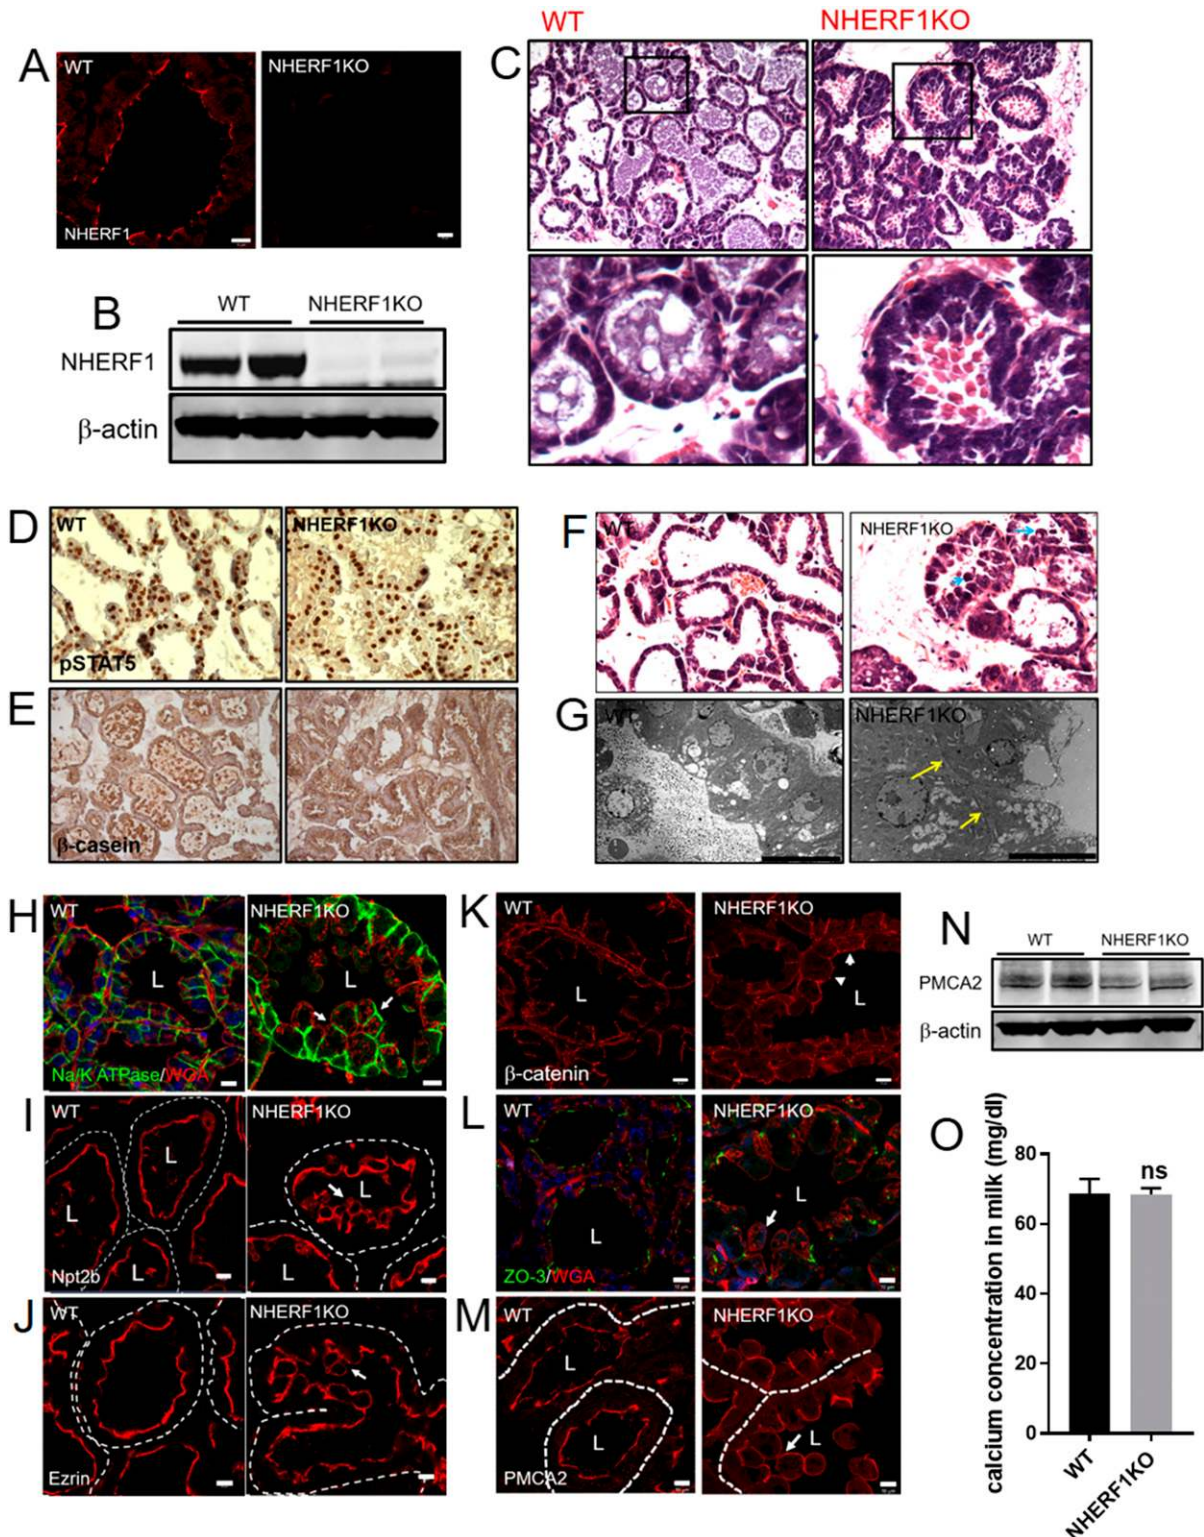 WT
NHERF1KO
A
WT
NHERF1KO
NHERF1
B
WT
NHERF1KO
NHERF1
β-actin
C
D
WT
NHERF1KO
pSTAT5
E
β-casein
F
WT
NHERF1KO
G
WT
NHERF1KO
H
WT
NHERF1KO
L
L
Na/K ATPase/WGA
I
WT
NHERF1KO
L
L
L
L
L
Npt2b
J
WT
NHERF1KO
Ezrin
K
WT
NHERF1KO
L
L
β-catenin
L
WT
NHERF1KO
L
L
ZO-3/WGA
M
WT
NHERF1KO
L
L
L
PMCA2
N
WT
NHERF1KO
PMCA2
β-actin
O
calcium concentration in milk (mg/dl)
80
60
40
20
0
ns
WT
NHERF1KO